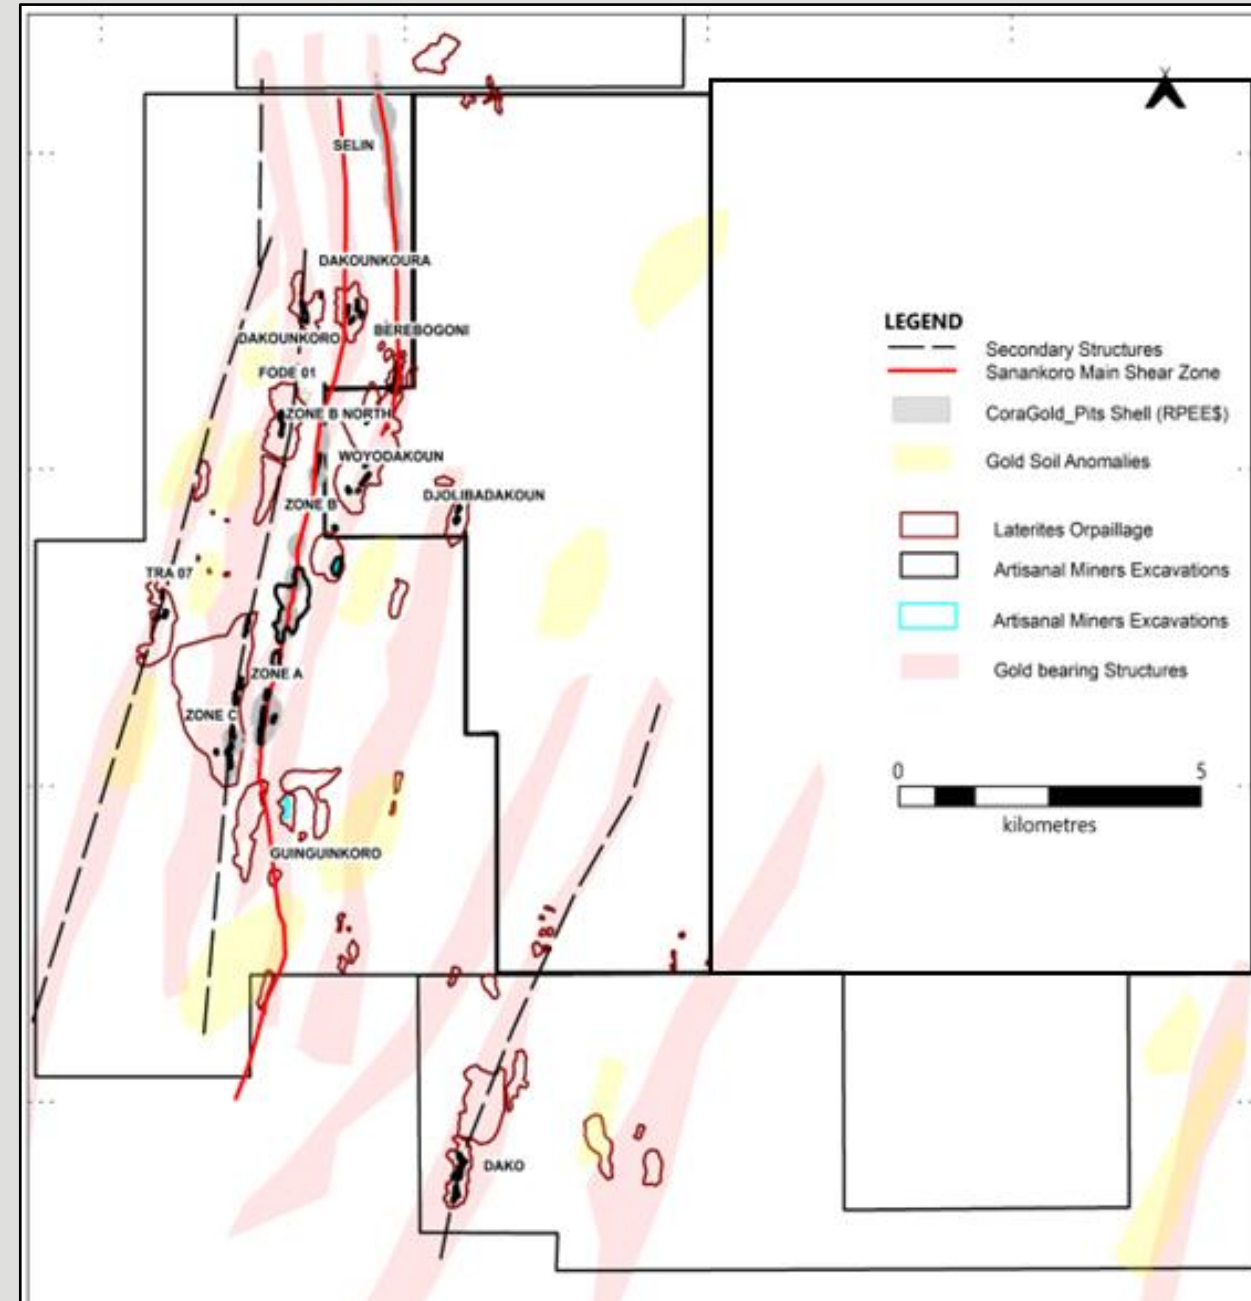 SELIN
DAKOUNKOURA
DAKOUNKORO
BEREBOGONI
FODE 01
ZONE B NORTH
WOYODAKOUN
ZONE B
DJOLIBADAKOUN
TRA 07
ZONE A
ZONE C
GUINGUINKORO
DAKO
LEGEND
Secondary Structures
Sanankoro Main Shear Zone
CoraGold_Pits Shell (RPEE$)
Gold Soil Anomalies
Laterites Orpaillage
Artisanal Miners Excavations
Artisanal Miners Excavations
Gold bearing Structures
0 5
kilometres